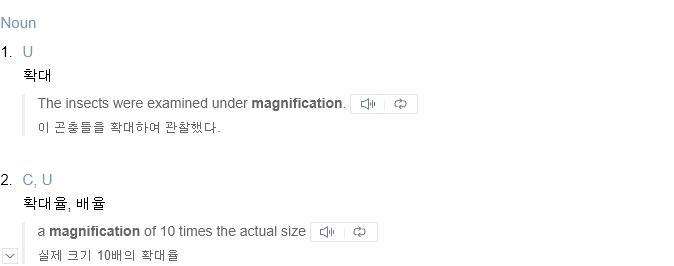 Noun
1. U
확대
The insects were examined under magnification.
이 곤충들을 확대하여 관찰했다.
2. C, U
확대율, 배율
a magnification of 10 times the actual size
실제 크기 10배의 확대율